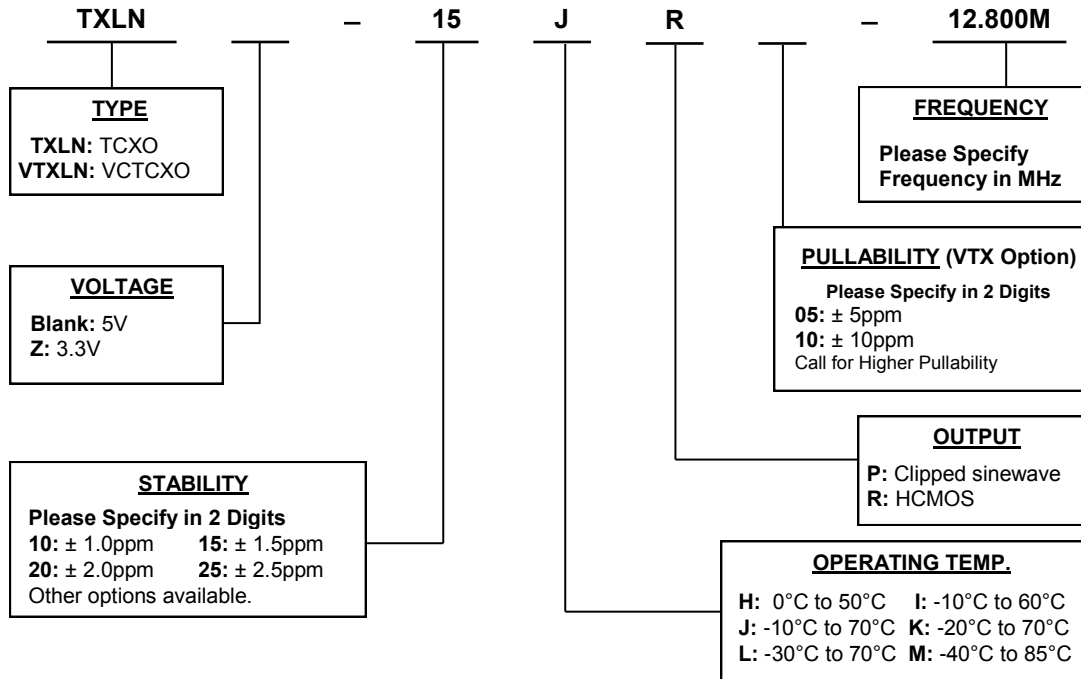 TXLN – 15 J R – 12.800M
TYPE
TXLN: TCXO
VTXLN: VCTCXO
FREQUENCY
Please Specify
Frequency in MHz
VOLTAGE
Blank: 5V
Z: 3.3V
PULLABILITY (VTX Option)
Please Specify in 2 Digits
05: ± 5ppm
10: ± 10ppm
Call for Higher Pullability
OUTPUT
P: Clipped sinewave
R: HCMOS
STABILITY
Please Specify in 2 Digits
10: ± 1.0ppm 15: ± 1.5ppm
20: ± 2.0ppm 25: ± 2.5ppm
Other options available.
OPERATING TEMP.
H: 0°C to 50°C I: -10°C to 60°C
J: -10°C to 70°C K: -20°C to 70°C
L: -30°C to 70°C M: -40°C to 85°C